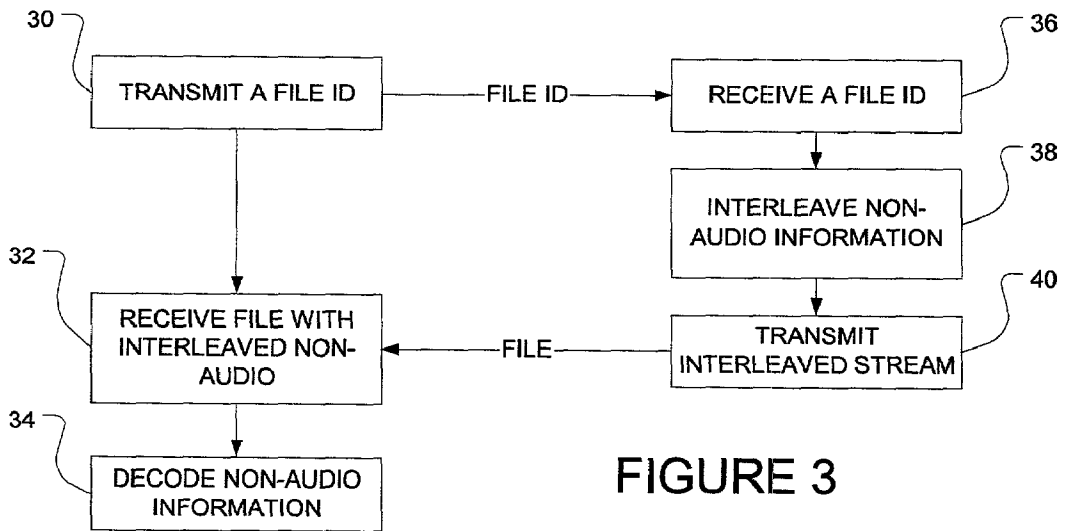 30
36
TRANSMIT A FILE ID
FILE ID
RECEIVE A FILE ID
38
INTERLEAVE NON-
AUDIO INFORMATION
32
40
RECEIVE FILE WITH
INTERLEAVED NON-
AUDIO
FILE
TRANSMIT
INTERLEAVED STREAM
34
DECODE NON-AUDIO
INFORMATION
FIGURE 3